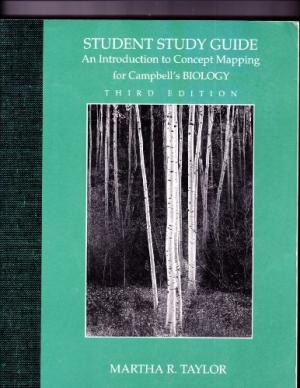 STUDENT STUDY GUIDE
An Introduction to Concept Mapping
for Campbell's BIOLOGY
THIRD EDITION
MARTHA R. TAYLOR